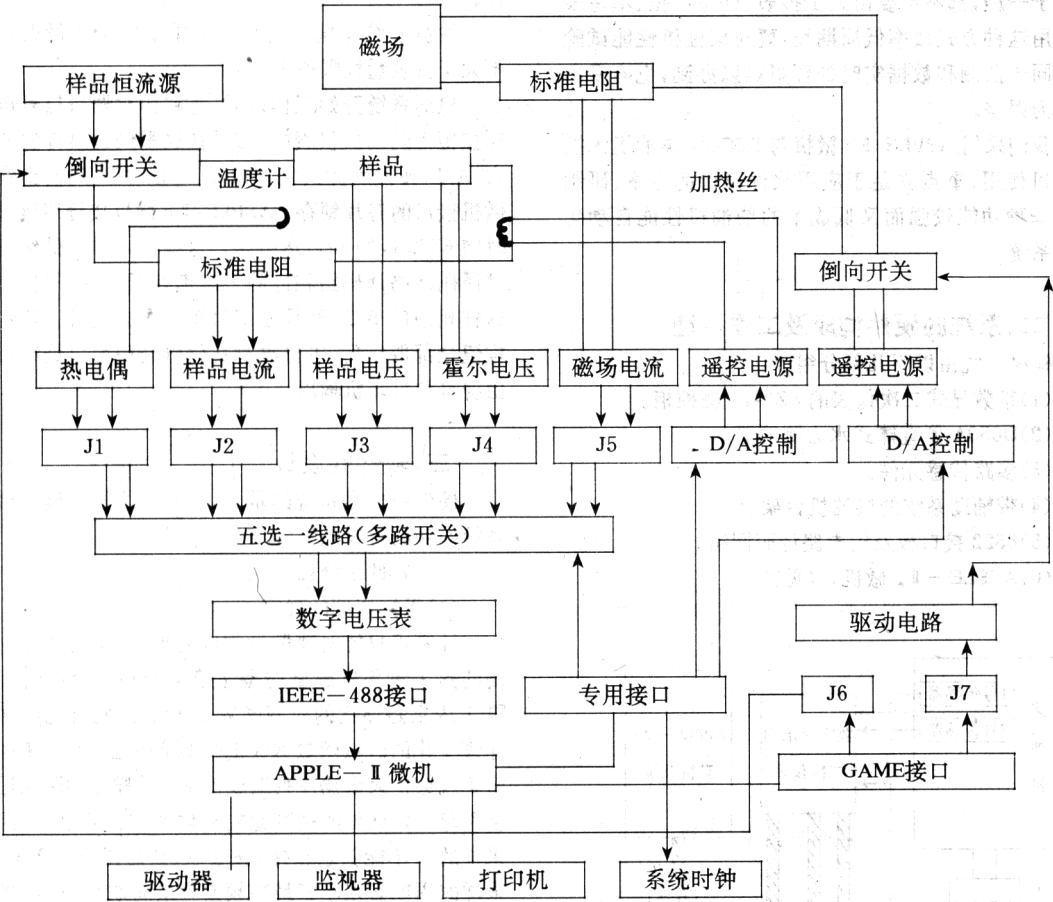 磁场
样品恒流源
标准电阻
倒向开关
样品
温度计
加热丝
标准电阻
倒向开关
热电偶
样品电流
样品电压
霍尔电压
磁场电流
遥控电源
遥控电源
J1
J2
J3
J4
J5
D/A控制
D/A控制
五选一线路(多路开关)
数字电压表
驱动电路
IEEE-488接口
专用接口
J6
J7
APPLE-Ⅱ微机
GAME接口
驱动器
监视器
打印机
系统时钟